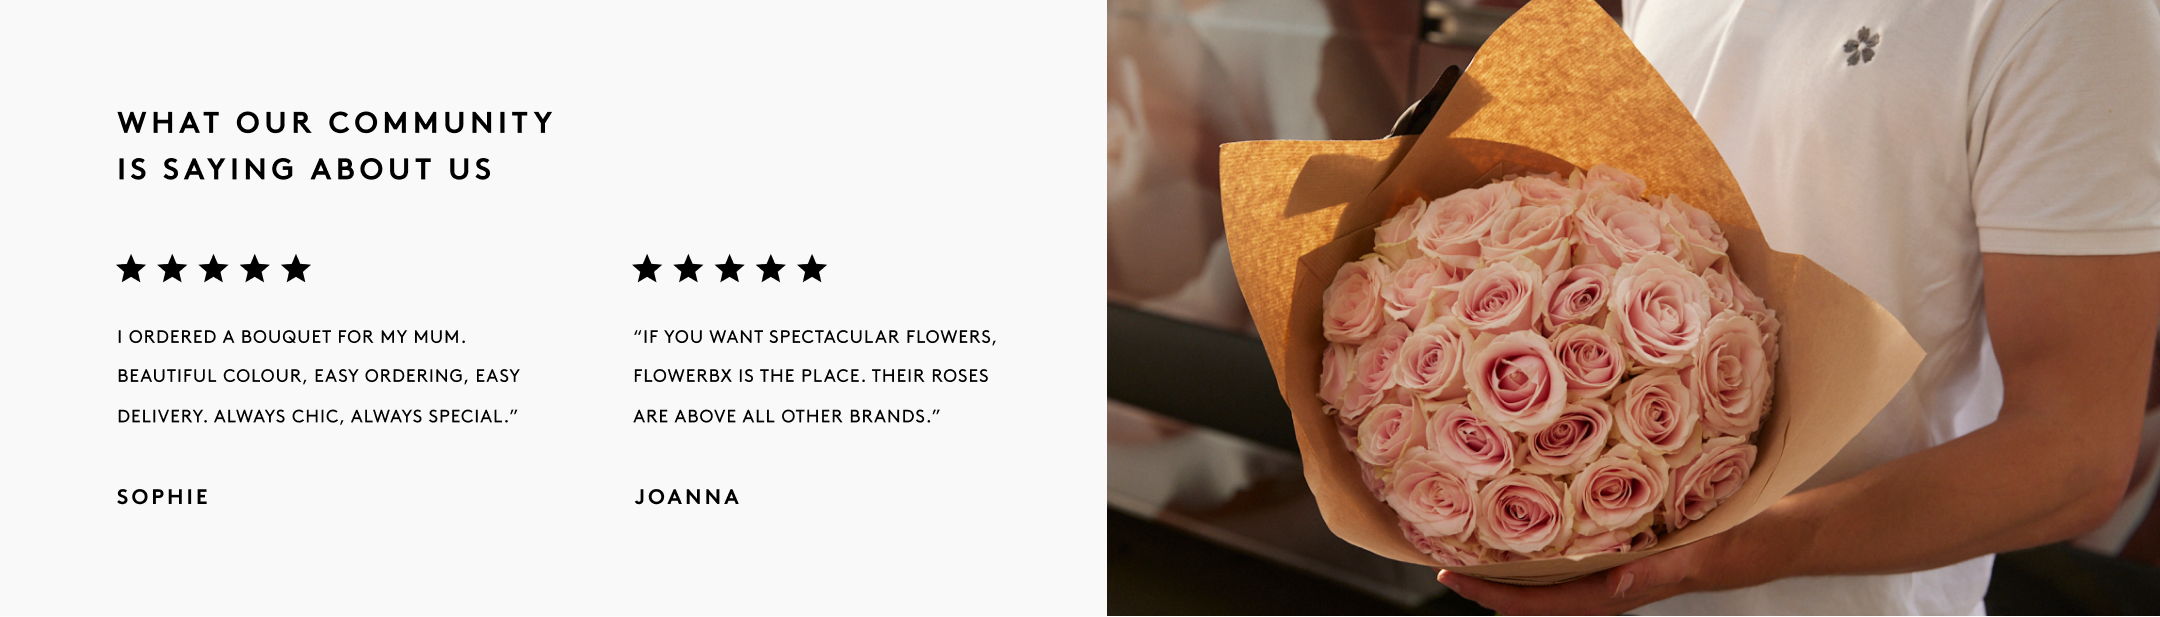 WHAT OUR COMMUNITY
IS SAYING ABOUT US
★★★★★
I ORDERED A BOUQUET FOR MY MUM.
BEAUTIFUL COLOUR, EASY ORDERING, EASY
DELIVERY. ALWAYS CHIC, ALWAYS SPECIAL.”
SOPHIE
★★★★★
“IF YOU WANT SPECTACULAR FLOWERS,
FLOWERBX IS THE PLACE. THEIR ROSES
ARE ABOVE ALL OTHER BRANDS.”
JOANNA